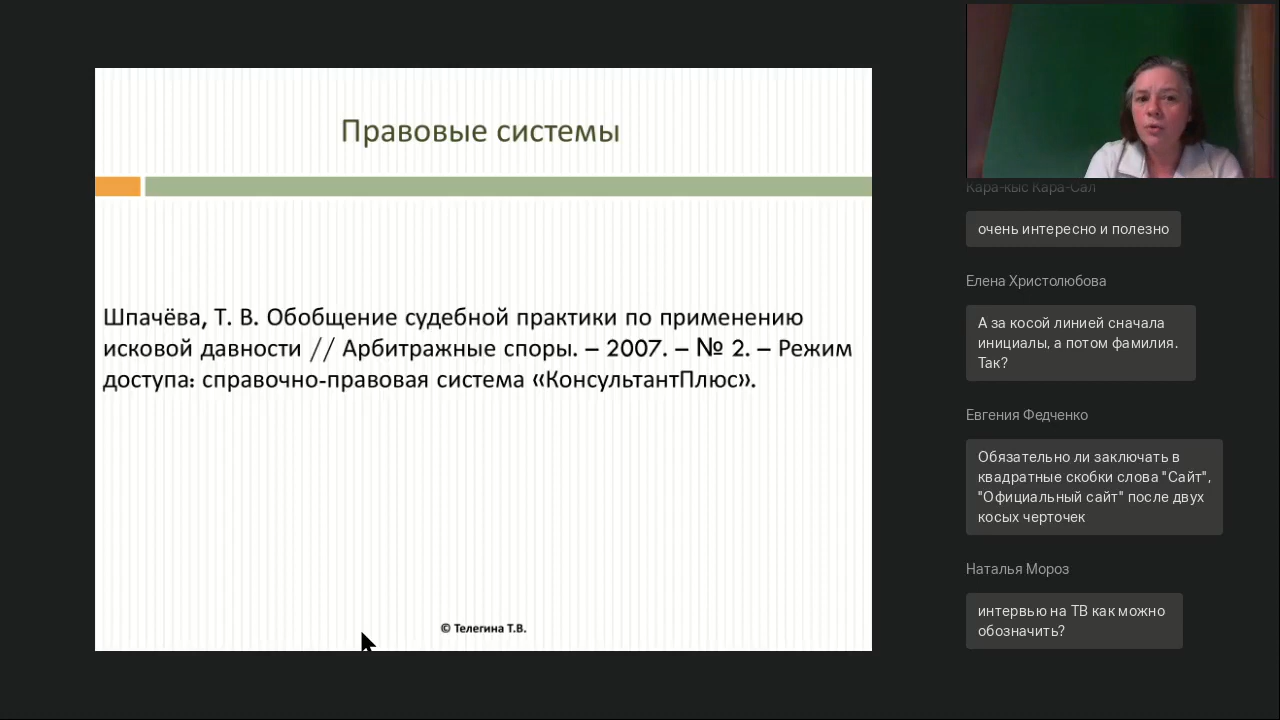 Правовые системы
Шпачёва, Т. В. Обобщение судебной практики по применению
исковой давности // Арбитражные споры. – 2007. – № 2. – Режим
доступа: справочно-правовая система «КонсультантПлюс».
© Телегина Т.В.
Кара-кыс Кара-Сал
очень интересно и полезно
Елена Христолюбова
А за косой линией сначала
инициалы, а потом фамилия.
Так?
Евгения Федченко
Обязательно ли заключать в
квадратные скобки слова "Сайт",
"Официальный сайт" после двух
косых черточек
Наталья Мороз
интервью на ТВ как можно
обозначить?